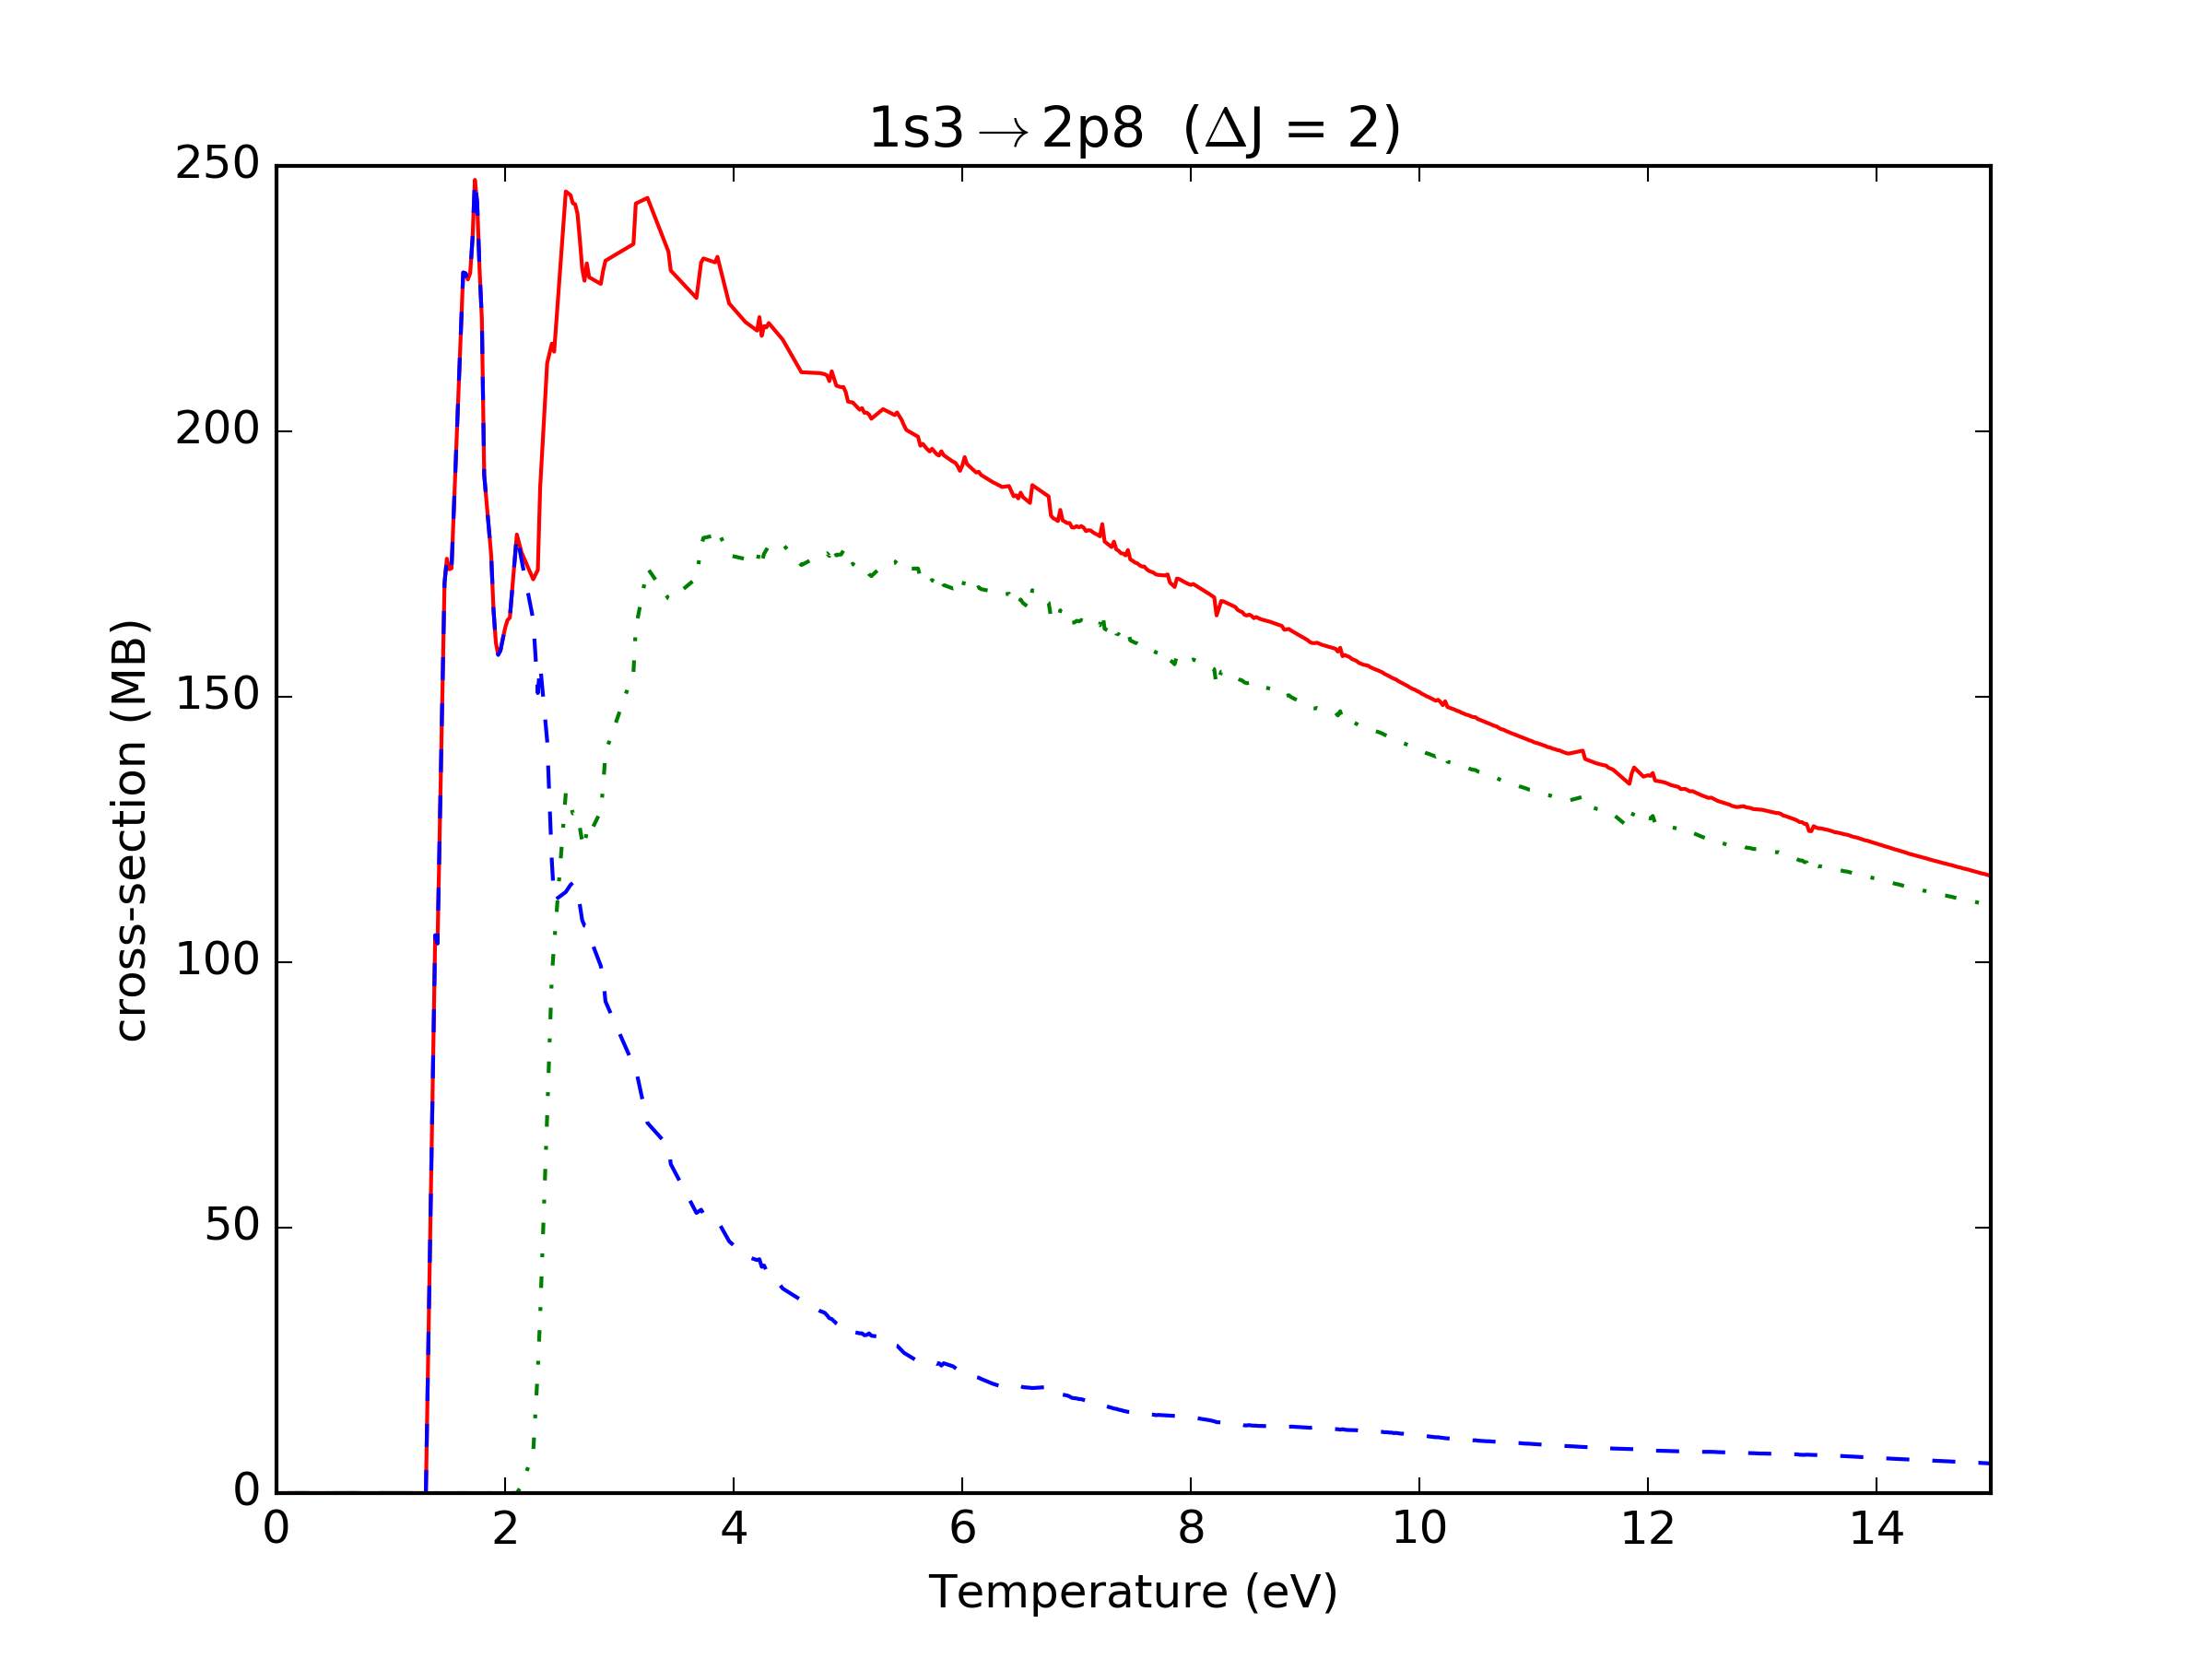 1s3→2p8 (ΔJ = 2)
250
200
150
100
50
0
cross-section (MB)
0 2 4 6 8 10 12 14
Temperature (eV)